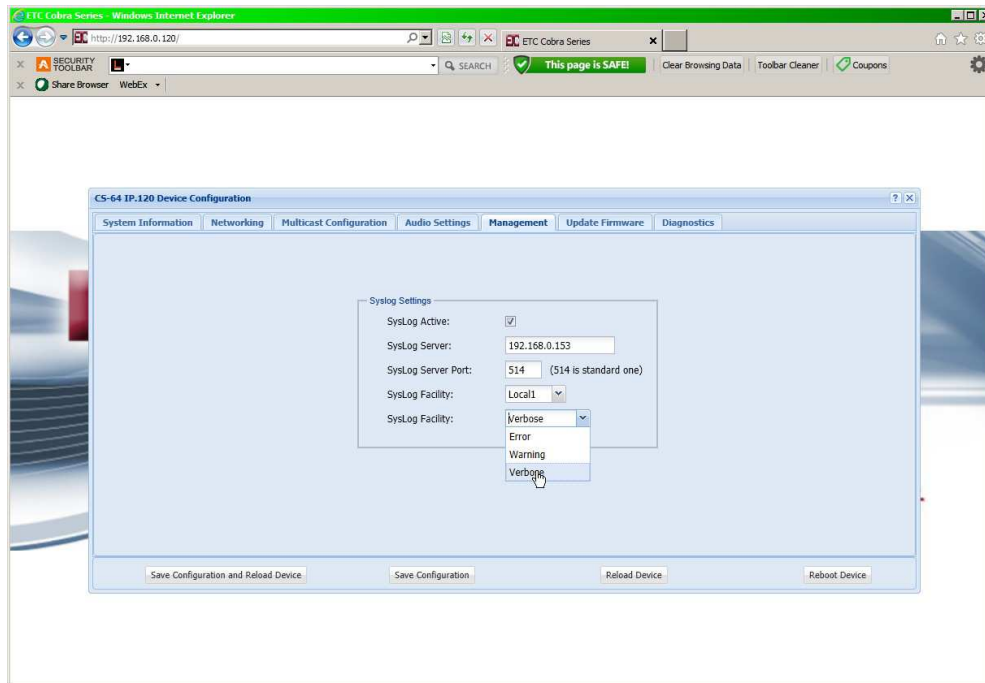 ETC Cobra Series - Windows Internet Explorer
http://192.168.0.120/
ETC Cobra Series
SECURITY TOOLBAR
SEARCH
This page is SAFE!
Clear Browsing Data
Toolbar Cleaner
Coupons
Share Browser
WebEx
CS-64 IP.120 Device Configuration
System Information
Networking
Multicast Configuration
Audio Settings
Management
Update Firmware
Diagnostics
Syslog Settings
SysLog Active:
SysLog Server:
192.168.0.153
SysLog Server Port:
514
(514 is standard one)
SysLog Facility:
Local1
SysLog Facility:
Verbose
Error
Warning
Save Configuration and Reload Device
Save Configuration
Reload Device
Reboot Device